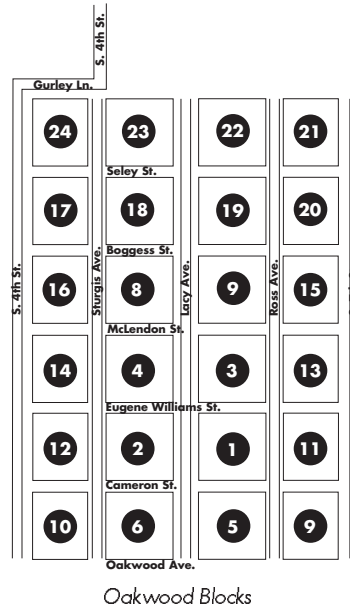 S. 4th St.
Gurley Ln.
24 23 22 21
Seley St.
17 18 19 20
Boggess St.
S. 4th St.
Sturgis Ave.
Lacy Ave.
Ross Ave.
16 8 9 15
McLendon St.
14 4 3 13
Eugene Williams St.
12 2 1 11
Cameron St.
10 6 5 9
Oakwood Ave.
Oakwood Blocks